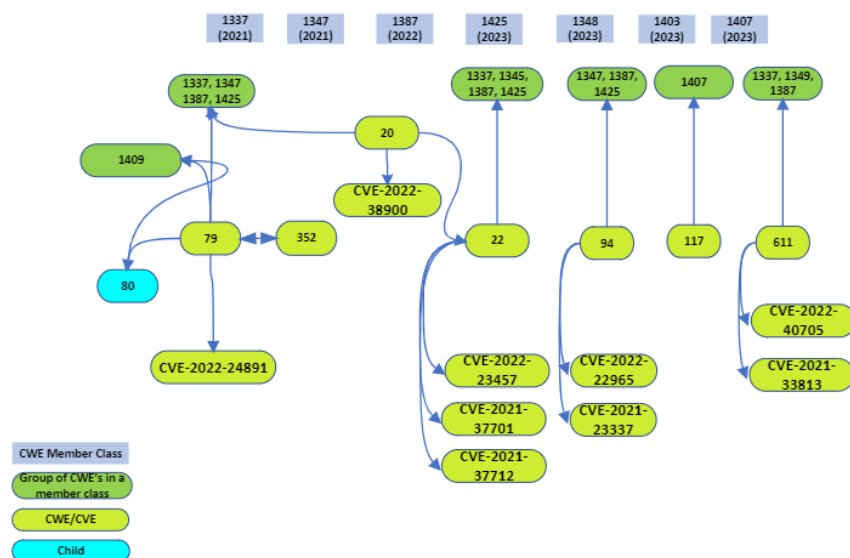 1337
(2021)
1347
(2021)
1387
(2022)
1425
(2023)
1348
(2023)
1403
(2023)
1407
(2023)
1337, 1347
1387, 1425
1337, 1345,
1387, 1425
1347, 1387,
1425
1407
1337, 1349,
1387
20
1409
CVE-2022-
38900
79
352
22
94
117
611
80
CVE-2022-
40705
CVE-2022-24891
CVE-2022-
23457
CVE-2022-
22965
CVE-2021-
33813
CVE-2021-
37701
CVE-2021-
23337
CVE-2021-
37712
CWE Member Class
Group of CWE's in a
member class
CWE/CVE
Child